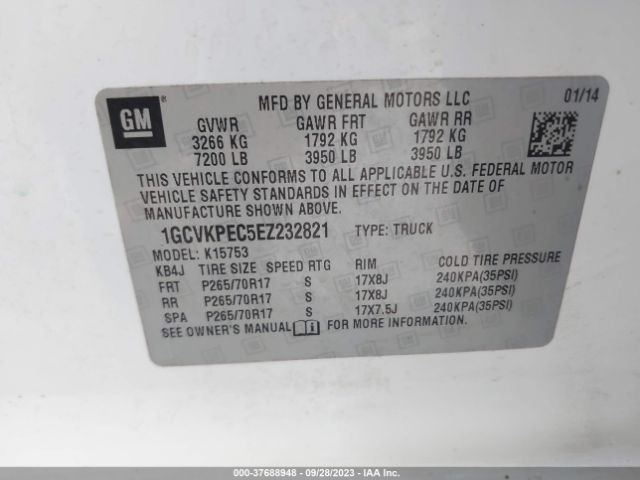 GM ®
MFD BY GENERAL MOTORS LLC 01/14
GVWR GAWR FRT GAWR RR
3266 KG 1792 KG 1792 KG
7200 LB 3950 LB 3950 LB
THIS VEHICLE CONFORMS TO ALL APPLICABLE U.S. FEDERAL MOTOR
VEHICLE SAFETY STANDARDS IN EFFECT ON THE DATE OF
MANUFACTURE SHOWN ABOVE.
1GCVKPEC5EZ232821 TYPE: TRUCK
MODEL: K15753
KB4J TIRE SIZE SPEED RTG RIM COLD TIRE PRESSURE
FRT P265/70R17 S 17X8J 240KPA(35PSI)
RR P265/70R17 S 17X8J 240KPA(35PSI)
SPA P265/70R17 S 17X7.5J 240KPA(35PSI)
SEE OWNER'S MANUAL FOR MORE INFORMATION.
000-37688948 - 09/28/2023 - IAAI.COM